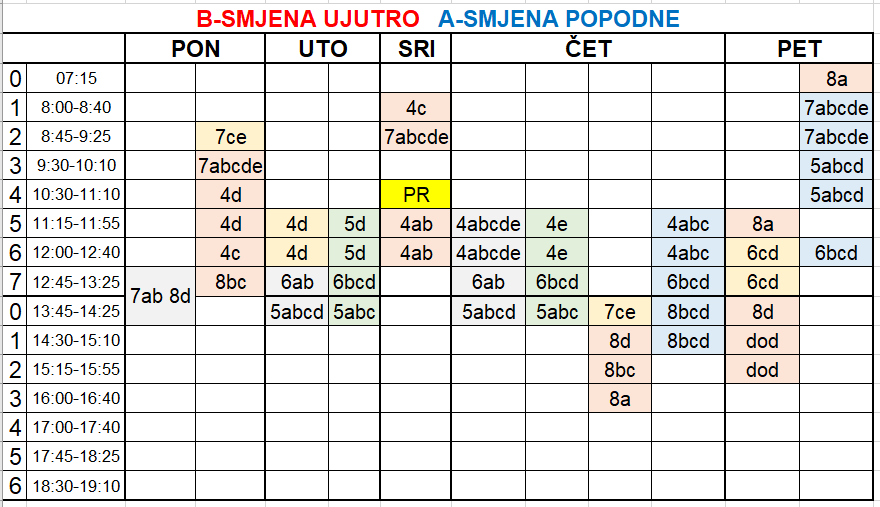 B-SMJENA UJUTRO A-SMJENA POPODNE
PON UTO SRI ČET PET
0 07:15 8a
1 8:00-8:40 4c 7abcde
2 8:45-9:25 7ce 7abcde 7abcde
3 9:30-10:10 7abcde 5abcd
4 10:30-11:10 4d PR 5abcd
5 11:15-11:55 4d 4d 5d 4ab 4abcde 4e 4abc 8a
6 12:00-12:40 4c 4d 5d 4ab 4abcde 4e 4abc 6cd 6bcd
7 12:45-13:25 7ab 8d 8bc 6ab 6bcd 6ab 6bcd 6bcd 6cd
0 13:45-14:25 5abcd 5abc 5abcd 5abc 7ce 8bcd 8d
1 14:30-15:10 8d 8bcd dod
2 15:15-15:55 8bc dod
3 16:00-16:40 8a
4 17:00-17:40
5 17:45-18:25
6 18:30-19:10